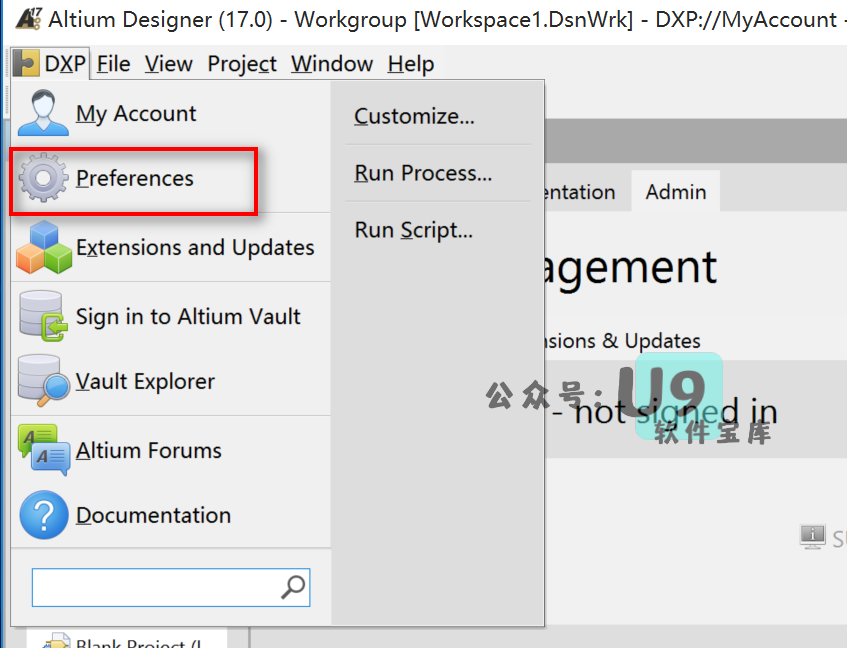 Altium Designer (17.0) - Workgroup [Workspace1.DsnWrk] - DXP://MyAccount -
DXP File View Project Window Help
My Account
Preferences
Extensions and Updates
Sign in to Altium Vault
Vault Explorer
Altium Forums
Documentation
Customize...
Run Process...
Run Script...
entation Admin
agement
sions & Updates
- not signed in
公众号：U9
软件宝库
Blank Project (